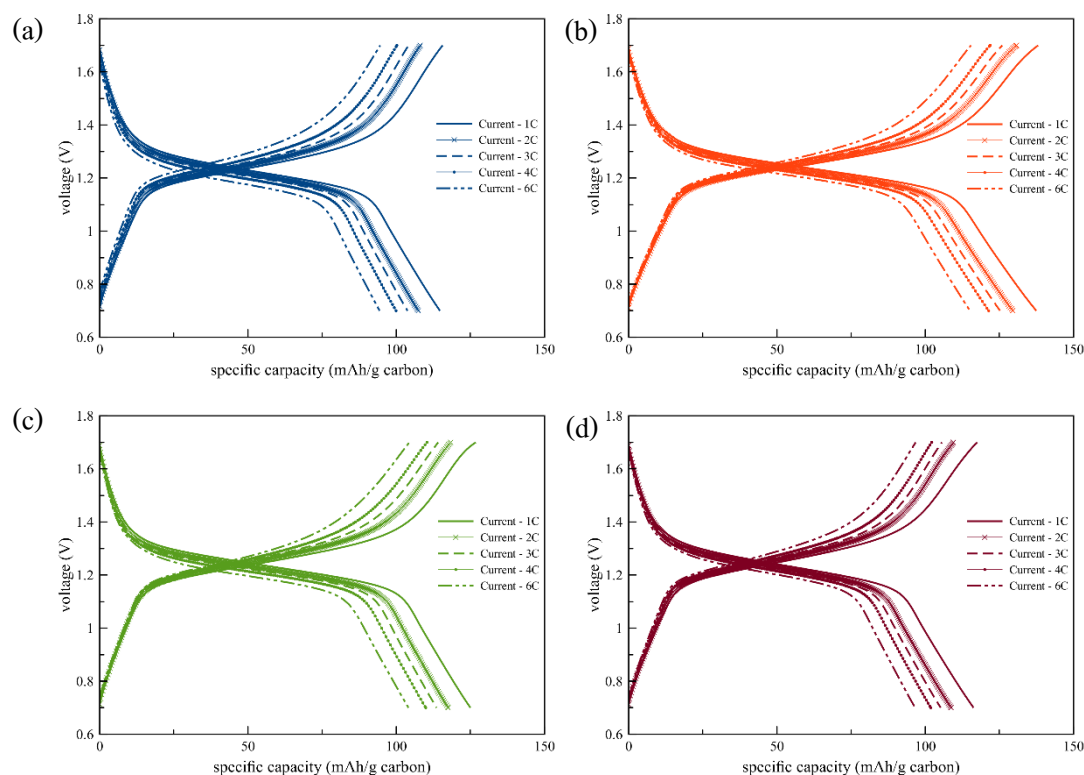 (a)
1.8
1.6
1.4
1.2
1
0.8
0.6
voltage (V)
Current - 1C
Current - 2C
Current - 3C
Current - 4C
Current - 6C
0 50 100 150
specific carpacity (mAh/g carbon)
(b)
1.8
1.6
1.4
1.2
1
0.8
0.6
voltage (V)
Current - 1C
Current - 2C
Current - 3C
Current - 4C
Current - 6C
0 50 100 150
specific capacity (mAh/g carbon)
(c)
1.8
1.6
1.4
1.2
1
0.8
0.6
voltage (V)
Current - 1C
Current - 2C
Current - 3C
Current - 4C
Current - 6C
0 50 100 150
specific capacity (mAh/g carbon)
(d)
1.8
1.6
1.4
1.2
1
0.8
0.6
voltage (V)
Current - 1C
Current - 2C
Current - 3C
Current - 4C
Current - 6C
0 50 100 150
specific capacity (mAh/g carbon)